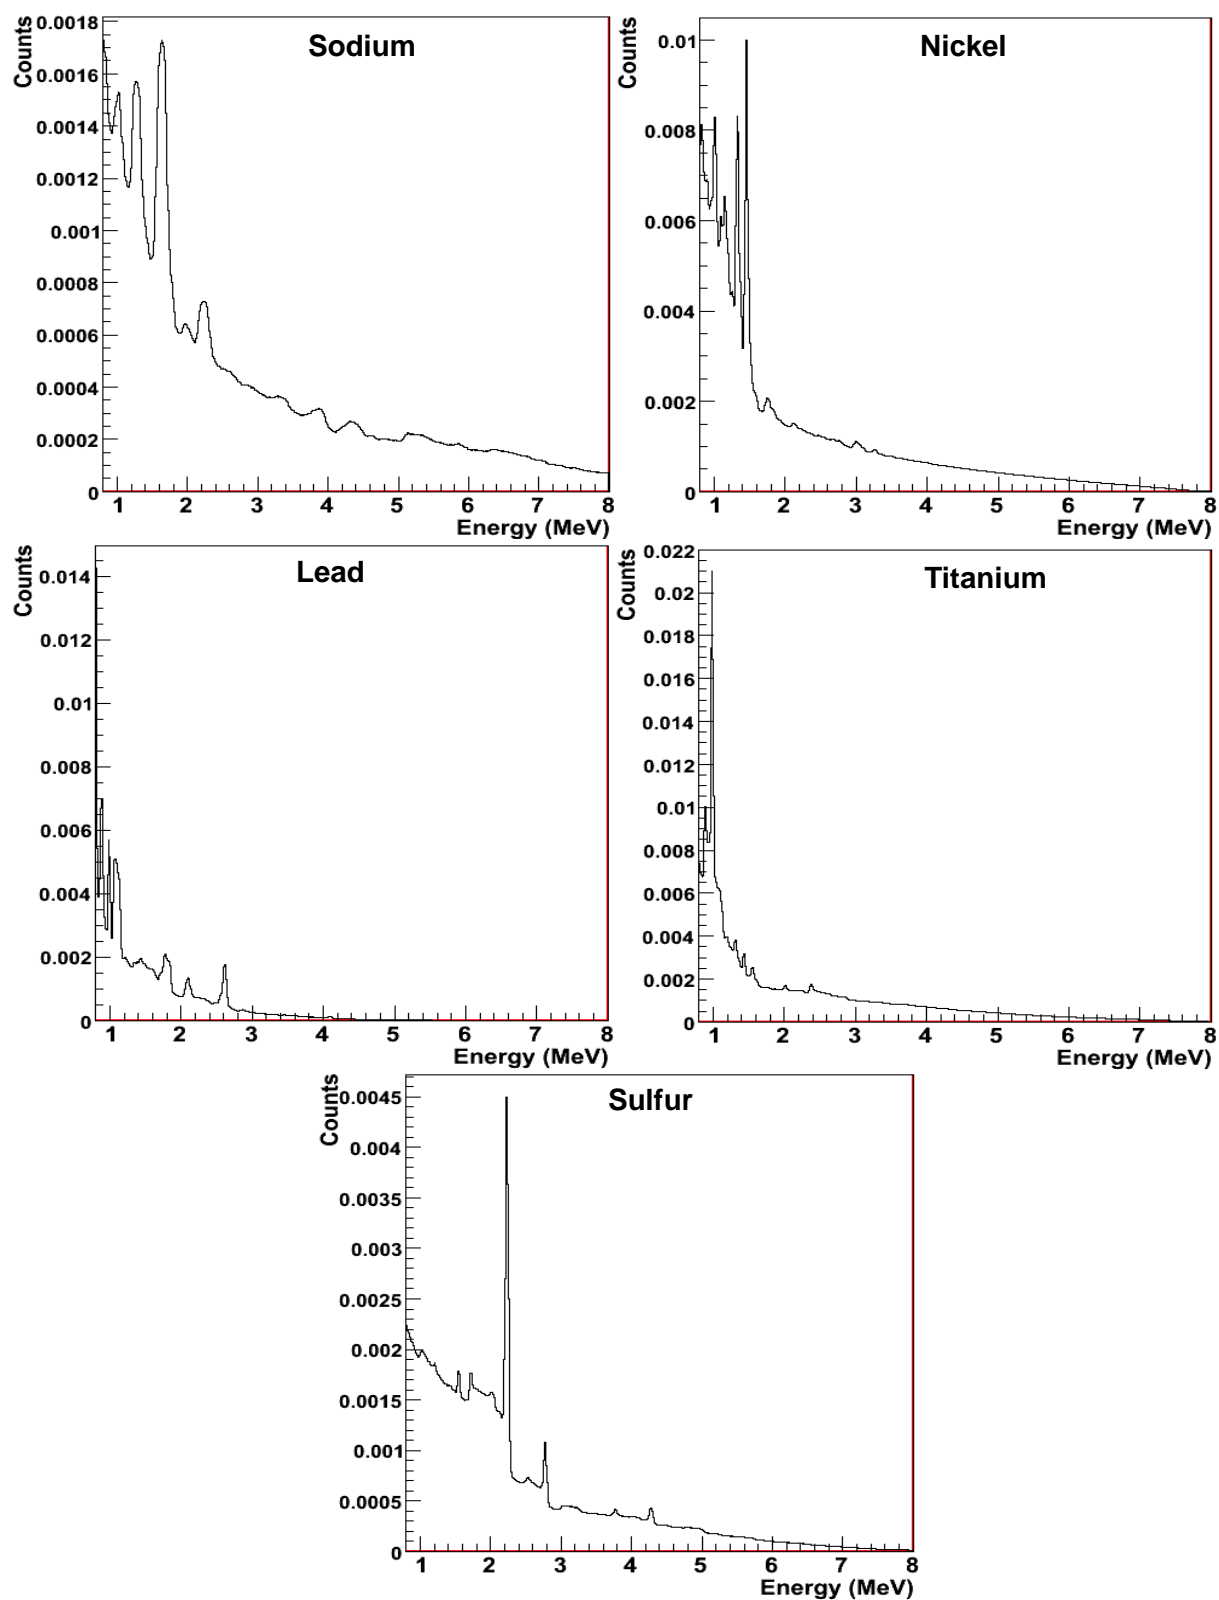 Counts
Sodium
0.0018
0.0016
0.0014
0.0012
0.001
0.0008
0.0006
0.0004
0.0002
0
1 2 3 4 5 6 7 8
Energy (MeV)
Counts
Nickel
0.01
0.008
0.006
0.004
0.002
0
1 2 3 4 5 6 7 8
Energy (MeV)
Counts
Lead
0.014
0.012
0.01
0.008
0.006
0.004
0.002
0
1 2 3 4 5 6 7 8
Energy (MeV)
Counts
Titanium
0.022
0.02
0.018
0.016
0.014
0.012
0.01
0.008
0.006
0.004
0.002
0
1 2 3 4 5 6 7 8
Energy (MeV)
Counts
Sulfur
0.0045
0.004
0.0035
0.003
0.0025
0.002
0.0015
0.001
0.0005
0
1 2 3 4 5 6 7 8
Energy (MeV)